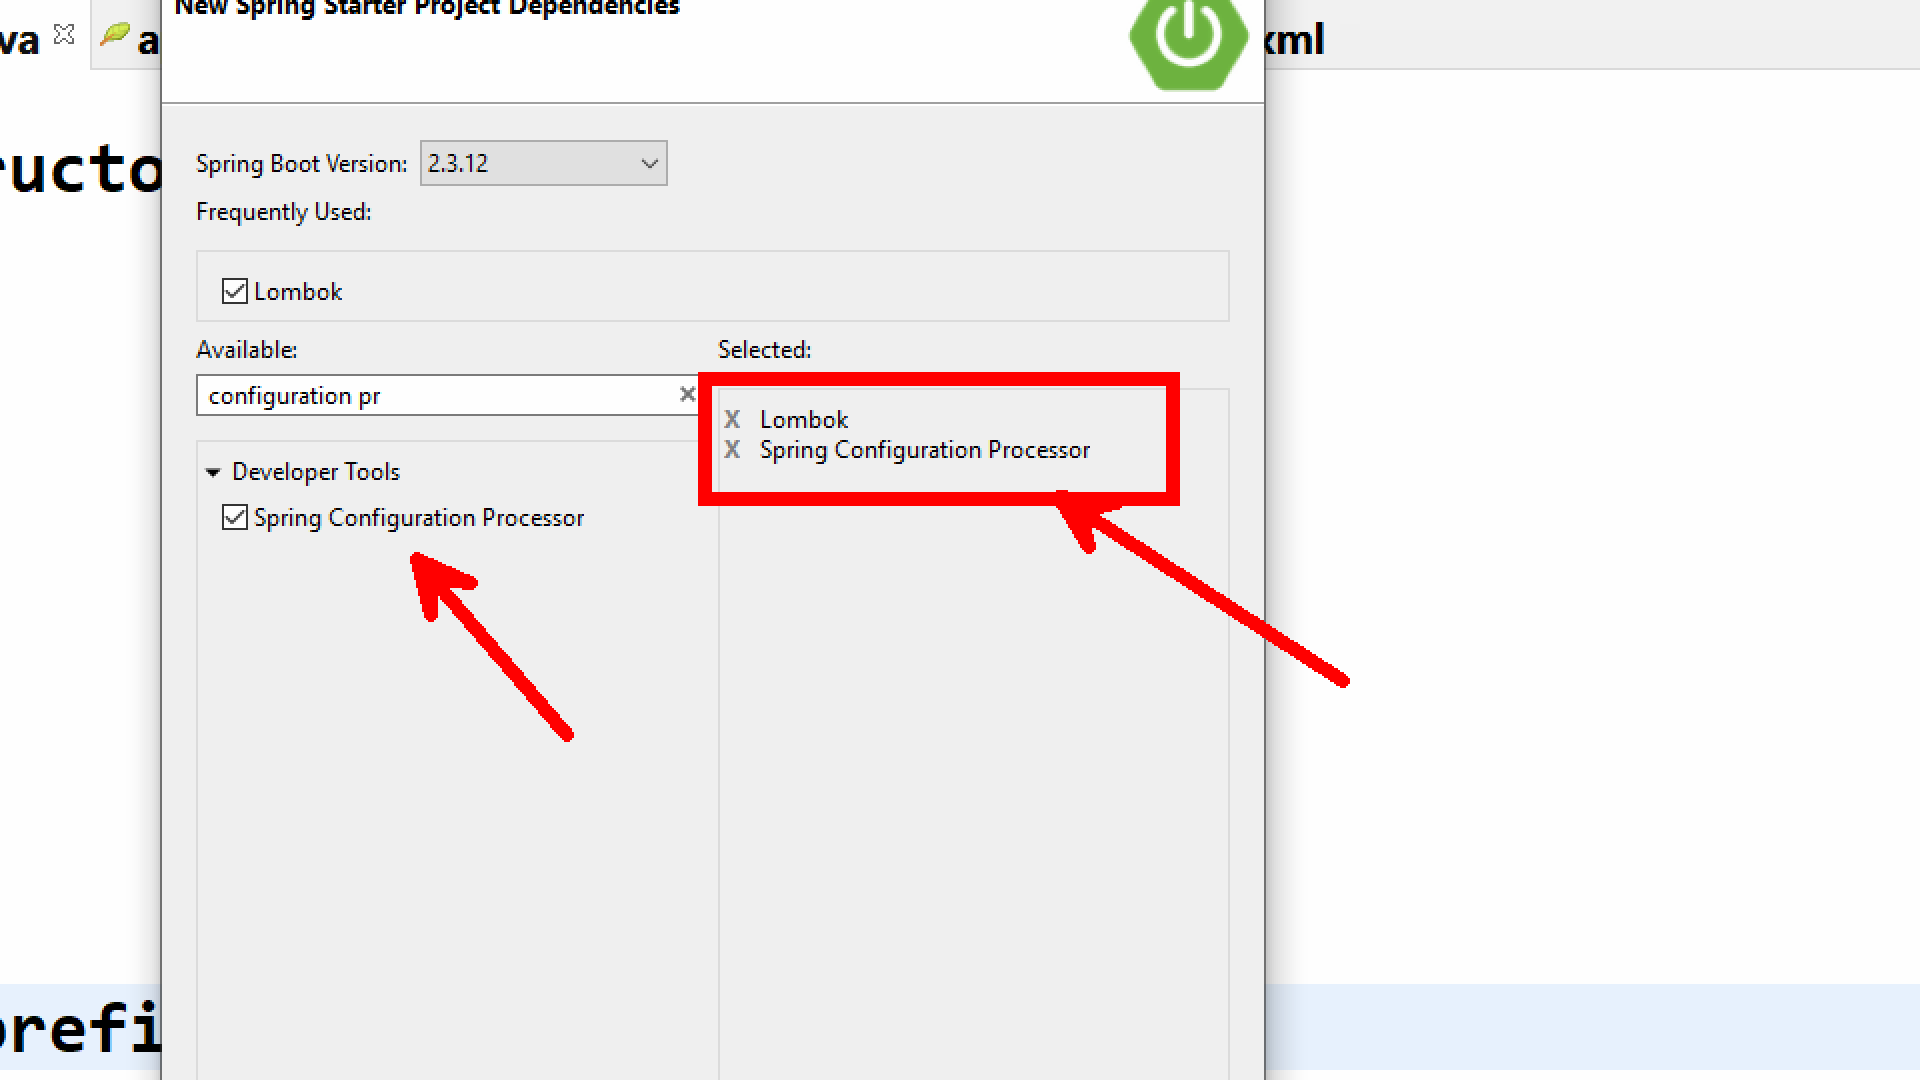 New Spring Starter Project Dependencies
va
a
xml
ructo
Spring Boot Version: 2.3.12
Frequently Used:
Lombok
Available:
Selected:
configuration pr
X Lombok
X Spring Configuration Processor
Developer Tools
Spring Configuration Processor
prefi